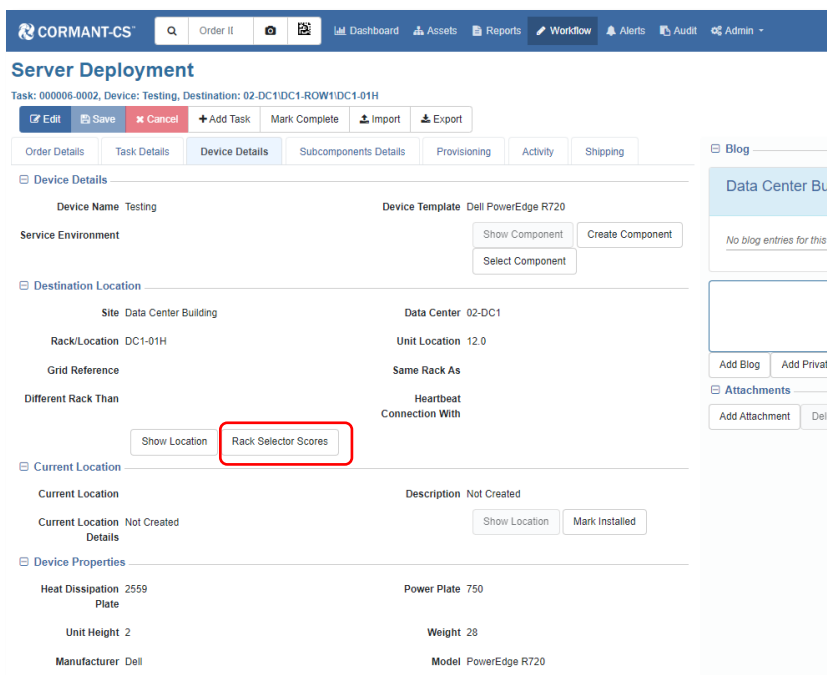 CORMANT-CS™ Order II Dashboard Assets Reports Workflow Alerts Audit Admin
Server Deployment
Task: 000006-0002, Device: Testing, Destination: 02-DC1\DC1-ROW1\DC1-01H
Edit Save Cancel Add Task Mark Complete Import Export
Order Details Task Details Device Details Subcomponents Details Provisioning Activity Shipping
Device Details
Device Name Testing Device Template Dell PowerEdge R720
Service Environment Show Component Create Component
Select Component
Destination Location
Site Data Center Building Data Center 02-DC1
Rack/Location DC1-01H Unit Location 12.0
Grid Reference Same Rack As
Different Rack Than Heartbeat
Connection With
Show Location Rack Selector Scores
Current Location
Current Location Description Not Created
Current Location Not Created Show Location Mark Installed
Details
Device Properties
Heat Dissipation 2559 Power Plate 750
Plate
Unit Height 2 Weight 28
Manufacturer Dell Model PowerEdge R720
Blog
Data Center Bu
No blog entries for this
Add Blog Add Privat
Attachments
Add Attachment Del